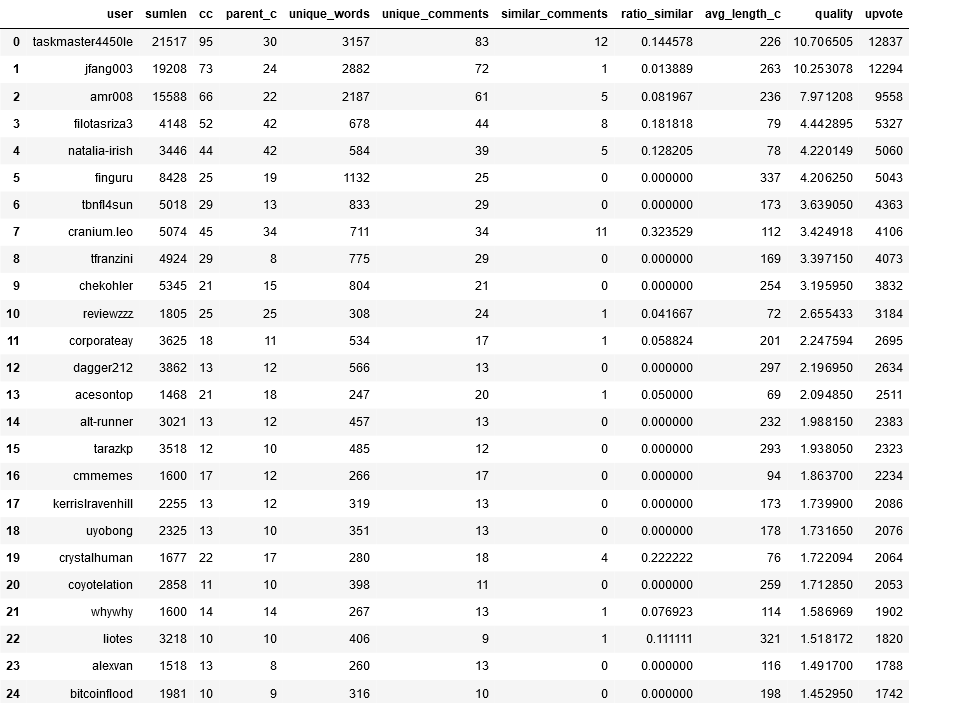 user sumlen cc parent_c unique_words unique_comments similar_comments ratio_similar avg_length_c quality upvote
0 taskmaster4450le 21517 95 30 3157 83 12 0.144578 226 10.706505 12837
1 jfang003 19208 73 24 2882 72 1 0.013889 263 10.253078 12294
2 amr008 15588 66 22 2187 61 5 0.081967 236 7.971208 9558
3 filotasriza3 4148 52 42 678 44 8 0.181818 79 4.442895 5327
4 natalia-irish 3446 44 42 584 39 5 0.128205 78 4.220149 5060
5 finguru 8428 25 19 1132 25 0 0.000000 337 4.206250 5043
6 tbnfl4sun 5018 29 13 833 29 0 0.000000 173 3.639050 4363
7 cranium.leo 5074 45 34 711 34 11 0.323529 112 3.424918 4106
8 tfranzini 4924 29 8 775 29 0 0.000000 169 3.397150 4073
9 chekohler 5345 21 15 804 21 0 0.000000 254 3.195950 3832
10 reviewzzz 1805 25 25 308 24 1 0.041667 72 2.655433 3184
11 corporateay 3625 18 11 534 17 1 0.058824 201 2.247594 2695
12 dagger212 3862 13 12 566 13 0 0.000000 297 2.196950 2634
13 acesontop 1468 21 18 247 20 1 0.050000 69 2.094850 2511
14 alt-runner 3021 13 12 457 13 0 0.000000 232 1.988150 2383
15 tarazkp 3518 12 10 485 12 0 0.000000 293 1.938050 2323
16 cmmemes 1600 17 12 266 17 0 0.000000 94 1.863700 2234
17 kerrislravenhill 2255 13 12 319 13 0 0.000000 173 1.739900 2086
18 uyobong 2325 13 10 351 13 0 0.000000 178 1.731650 2076
19 crystalhuman 1677 22 17 280 18 4 0.222222 76 1.722094 2064
20 coyotelation 2858 11 10 398 11 0 0.000000 259 1.712850 2053
21 whywhy 1600 14 14 267 13 1 0.076923 114 1.586969 1902
22 liotes 3218 10 10 406 9 1 0.111111 321 1.518172 1820
23 alexvan 1518 13 8 260 13 0 0.000000 116 1.491700 1788
24 bitcoinflood 1981 10 9 316 10 0 0.000000 198 1.452950 1742